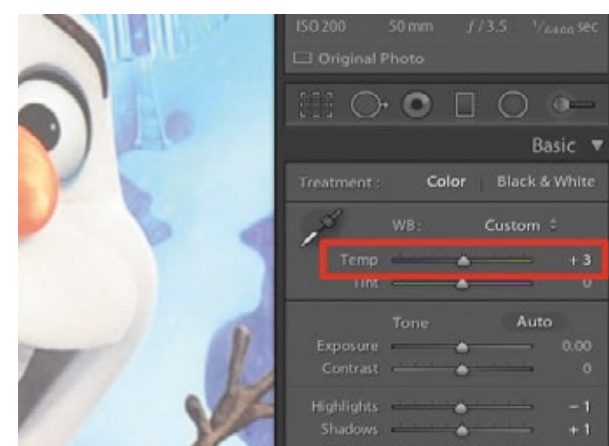 ISO 200 50 mm ƒ / 3.5 1/6400 sec
Original Photo
Basic
Treatment : Color | Black & White
WB : Custom
Temp + 3
Tint 0
Tone Auto
Exposure 0.00
Contrast 0
Highlights − 1
Shadows + 1